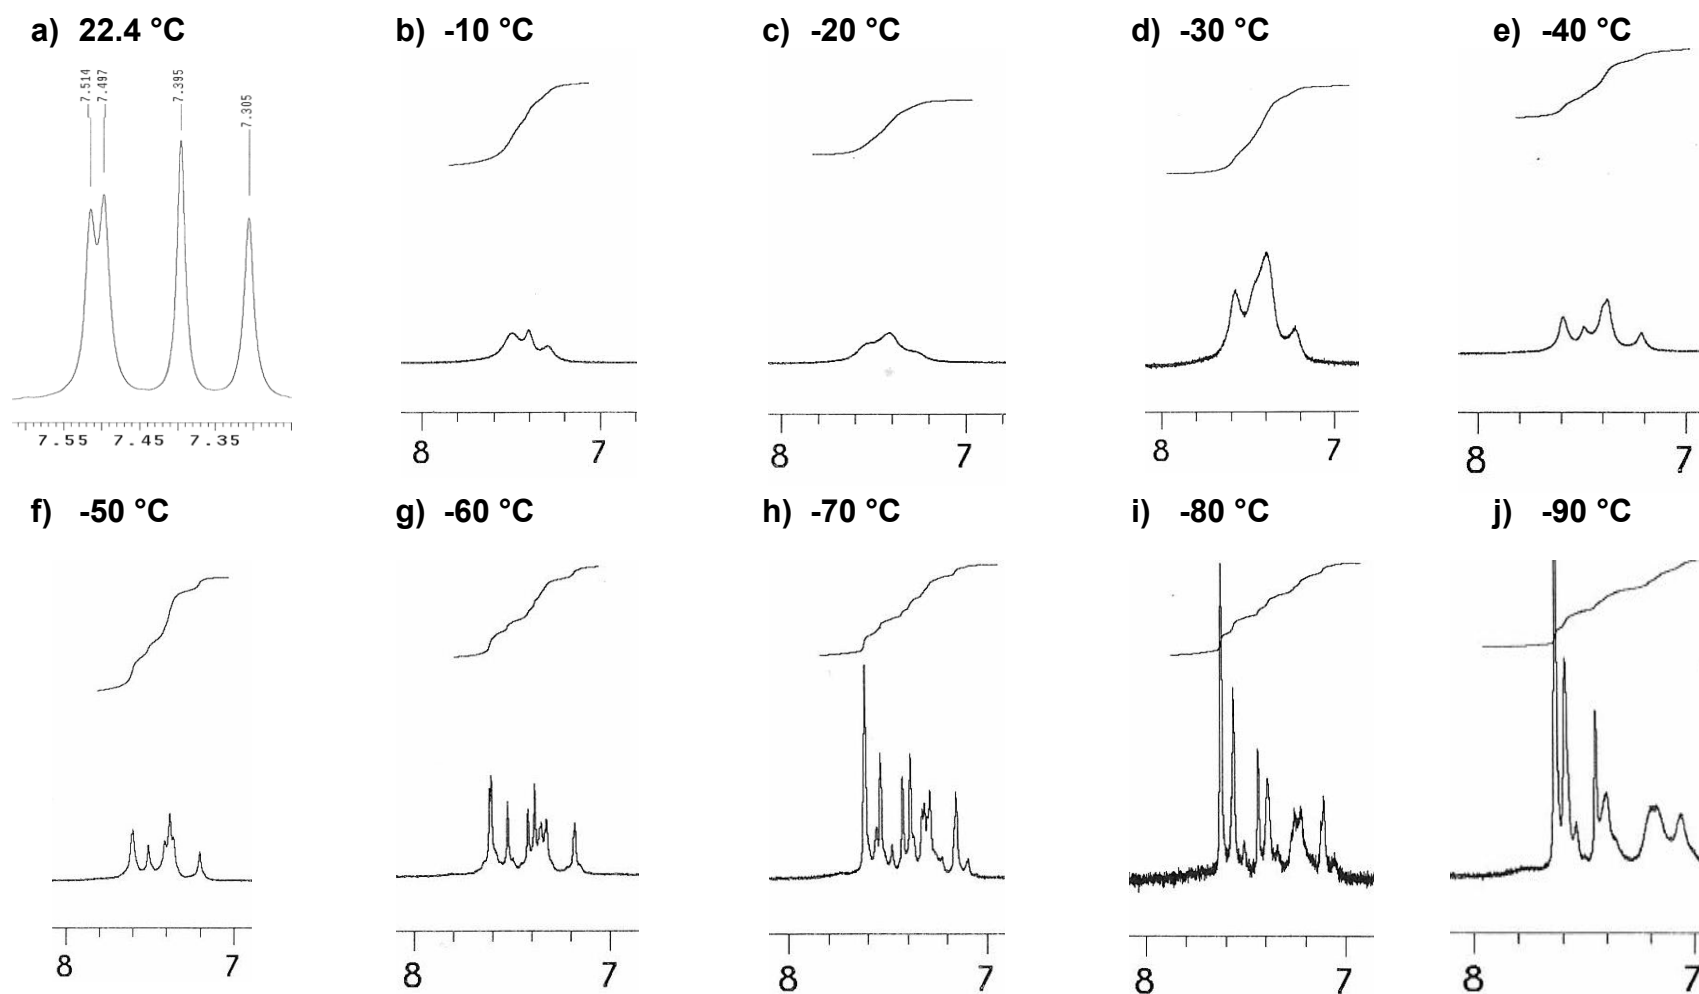 a) 22.4 °C
b) -10 °C
c) -20 °C
d) -30 °C
e) -40 °C
7.514
7.497
7.395
7.305
7.55 7.45 7.35
8 7
8 7
8 7
8 7
f) -50 °C
g) -60 °C
h) -70 °C
i) -80 °C
j) -90 °C
8 7
8 7
8 7
8 7
8 7